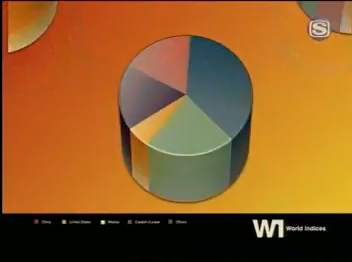 China United States Mexico Eastern Europe Others
W1 World Indices